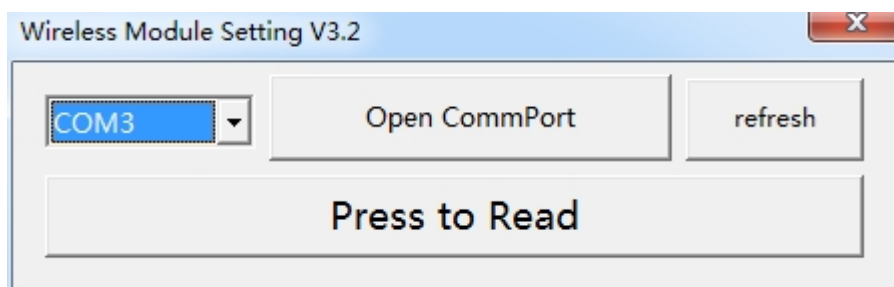 Wireless Module Setting V3.2
COM3 Open CommPort refresh
Press to Read